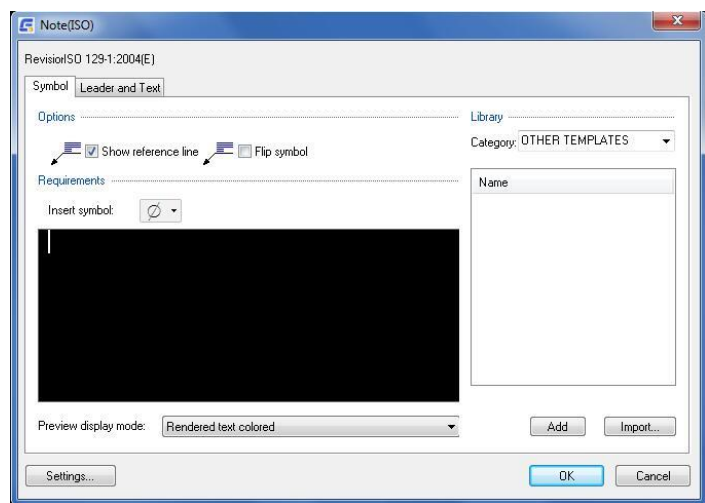 Note(ISO)
RevisionISO 129-1:2004(E)
Symbol Leader and Text
Options
Show reference line Flip symbol
Library
Category: OTHER TEMPLATES
Requirements
Name
Insert symbol:
Preview display mode: Rendered text colored
Add Import...
Settings... OK Cancel